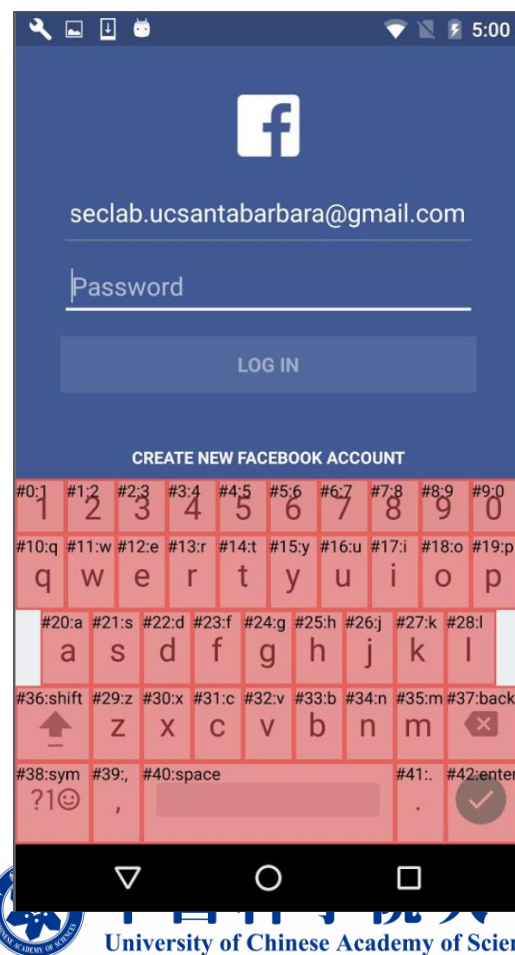 5:00
f
seclab.ucsantabarbara@gmail.com
Password
LOG IN
CREATE NEW FACEBOOK ACCOUNT
#0:1 #1:2 #2:3 #3:4 #4:5 #5:6 #6:7 #7:8 #8:9 #9:0
1 2 3 4 5 6 7 8 9 0
#10:q #11:w #12:e #13:r #14:t #15:y #16:u #17:i #18:o #19:p
q w e r t y u i o p
#20:a #21:s #22:d #23:f #24:g #25:h #26:j #27:k #28:l
a s d f g h j k l
#36:shift #29:z #30:x #31:c #32:v #33:b #34:n #35:m #37:back
z x c v b n m
#38:sym #39:, #40:space #41:. #42:enter
?1☺ , .
University of Chinese Academy of Scien